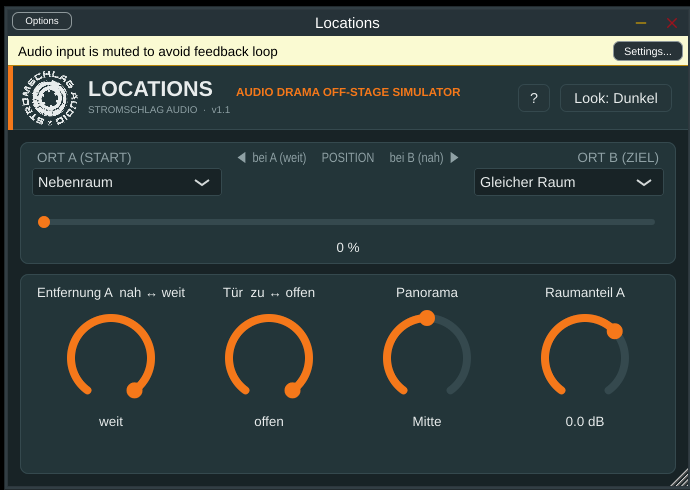 Options
Locations
Audio input is muted to avoid feedback loop
Settings...
STROMSCHLAG AUDIO
LOCATIONS
AUDIO DRAMA OFF-STAGE SIMULATOR
STROMSCHLAG AUDIO · v1.1
?
Look: Dunkel
ORT A (START)
◀ bei A (weit) POSITION bei B (nah) ▶
ORT B (ZIEL)
Nebenraum
Gleicher Raum
0 %
Entfernung A nah ↔ weit
Tür zu ↔ offen
Panorama
Raumanteil A
weit
offen
Mitte
0.0 dB